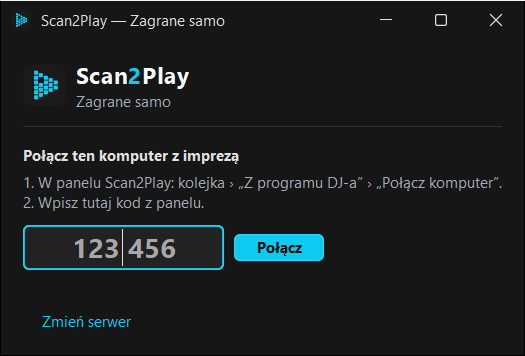 Scan2Play — Zagrane samo
Scan2Play
Zagrane samo
Połącz ten komputer z imprezą
1. W panelu Scan2Play: kolejka › „Z programu DJ-a” › „Połącz komputer”.
2. Wpisz tutaj kod z panelu.
123 456
Połącz
Zmień serwer